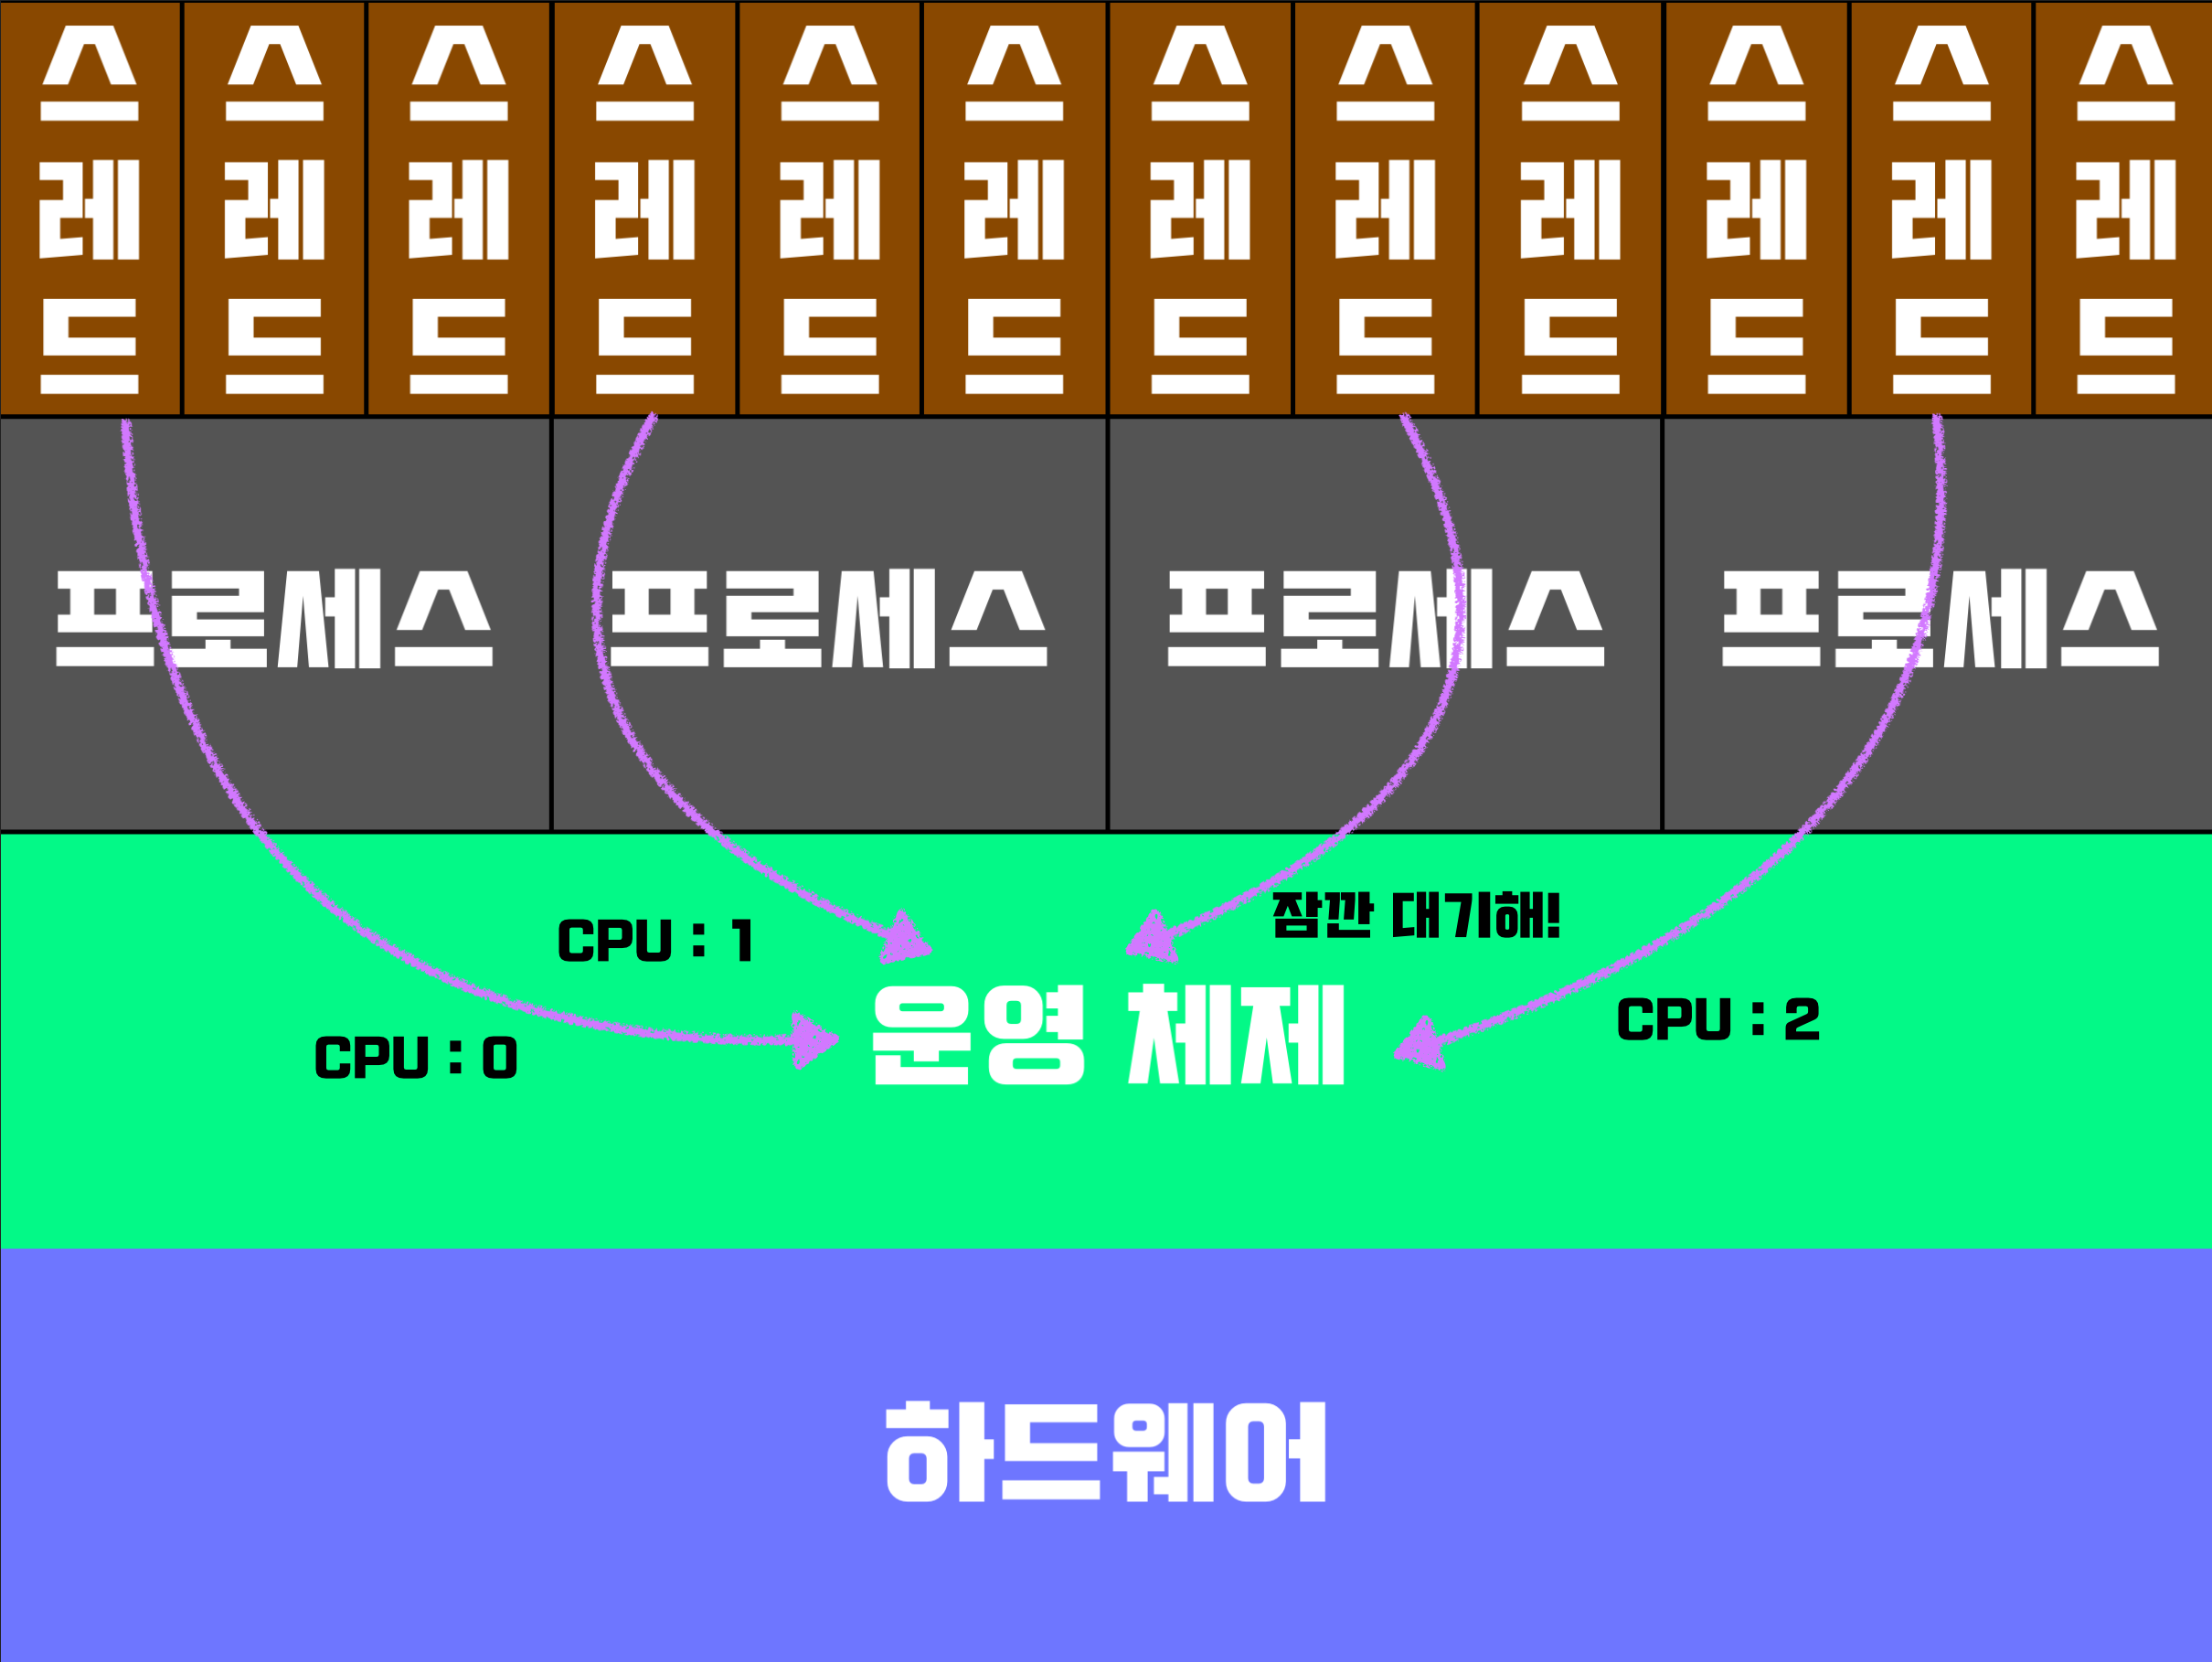 스레드 스레드 스레드 스레드 스레드 스레드 스레드 스레드 스레드 스레드 스레드 스레드
프로세스 프로세스 프로세스 프로세스
잠깐 대기해!
CPU : 1
CPU : 2
운영 체제
CPU : 0
하드웨어